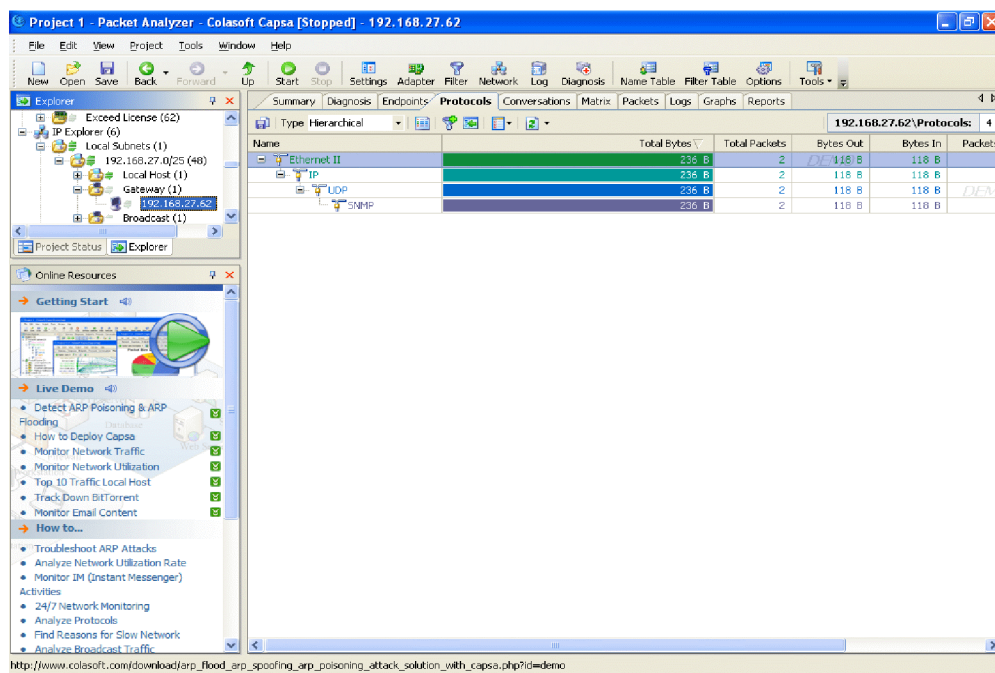 Project 1 - Packet Analyzer - Colasoft Capsa [Stopped] - 192.168.27.62
File Edit View Project Tools Window Help
New Open Save Back Forward Up Start Stop Settings Adapter Filter Network Log Diagnosis Name Table Filter Table Options Tools
Explorer
Exceed License (62)
IP Explorer (6)
Local Subnets (1)
192.168.27.0/25 (48)
Local Host (1)
Gateway (1)
192.168.27.62
Broadcast (1)
Project Status Explorer
Summary Diagnosis Endpoints Protocols Conversations Matrix Packets Logs Graphs Reports
Type Hierarchical 192.168.27.62\Protocols: 4
Name Total Bytes Total Packets Bytes Out Bytes In Packets
Ethernet II 236 B 2 118 B 118 B
IP 236 B 2 118 B 118 B
UDP 236 B 2 118 B 118 B
SNMP 236 B 2 118 B 118 B
Online Resources
Getting Start
Live Demo
Detect ARP Poisoning & ARP
Flooding
How to Deploy Capsa
Monitor Network Traffic
Monitor Network Utilization
Top 10 Traffic Local Host
Track Down BitTorrent
Monitor Email Content
How to...
Troubleshoot ARP Attacks
Analyze Network Utilization Rate
Monitor IM (Instant Messenger)
Activities
24/7 Network Monitoring
Analyze Protocols
Find Reasons for Slow Network
Analyze Broadcast Traffic
http://www.colasoft.com/download/arp_flood_arp_spoofing_arp_poisoning_attack_solution_with_capsa.php?id=demo